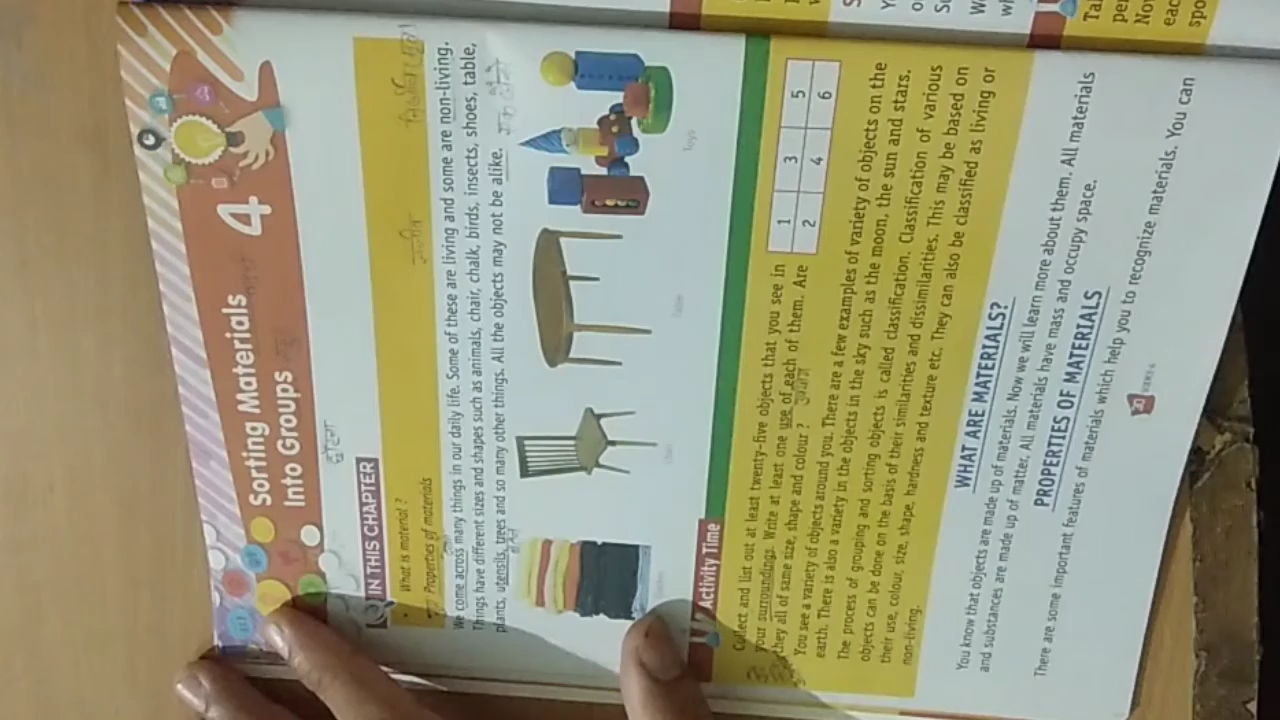 4
Sorting Materials
Into Groups
IN THIS CHAPTER
What is material ?
Properties of materials
We come across many things in our daily life. Some of these are living and some are non-living.
Things have different sizes and shapes such as animals, chalk, birds, insects, shoes, table,
plants, utensils, trees and so many other things. All the objects may not be alike.
Chair
Table
Toys
Activity Time
Collect and list out at least twenty-five objects that you see in
your surroundings. Write at least one use of each of them. Are
they all of same size, shape and colour ?
1 3 5
2 4 6
You see a variety of objects around you. There are a few examples of variety of objects on the
earth. There is also a variety in the objects in the sky such as the moon, the sun and stars.
The process of grouping and sorting objects is called classification. Classification of various
objects can be done on the basis of their similarities and dissimilarities. This may be based on
their use, colour, size, shape, hardness and texture etc. They can also be classified as living or
non-living.
WHAT ARE MATERIALS?
You know that objects are made up of materials. Now we will learn more about them. All materials
and substances are made up of matter. All materials have mass and occupy space.
PROPERTIES OF MATERIALS
There are some important features of materials which help you to recognize materials. You can